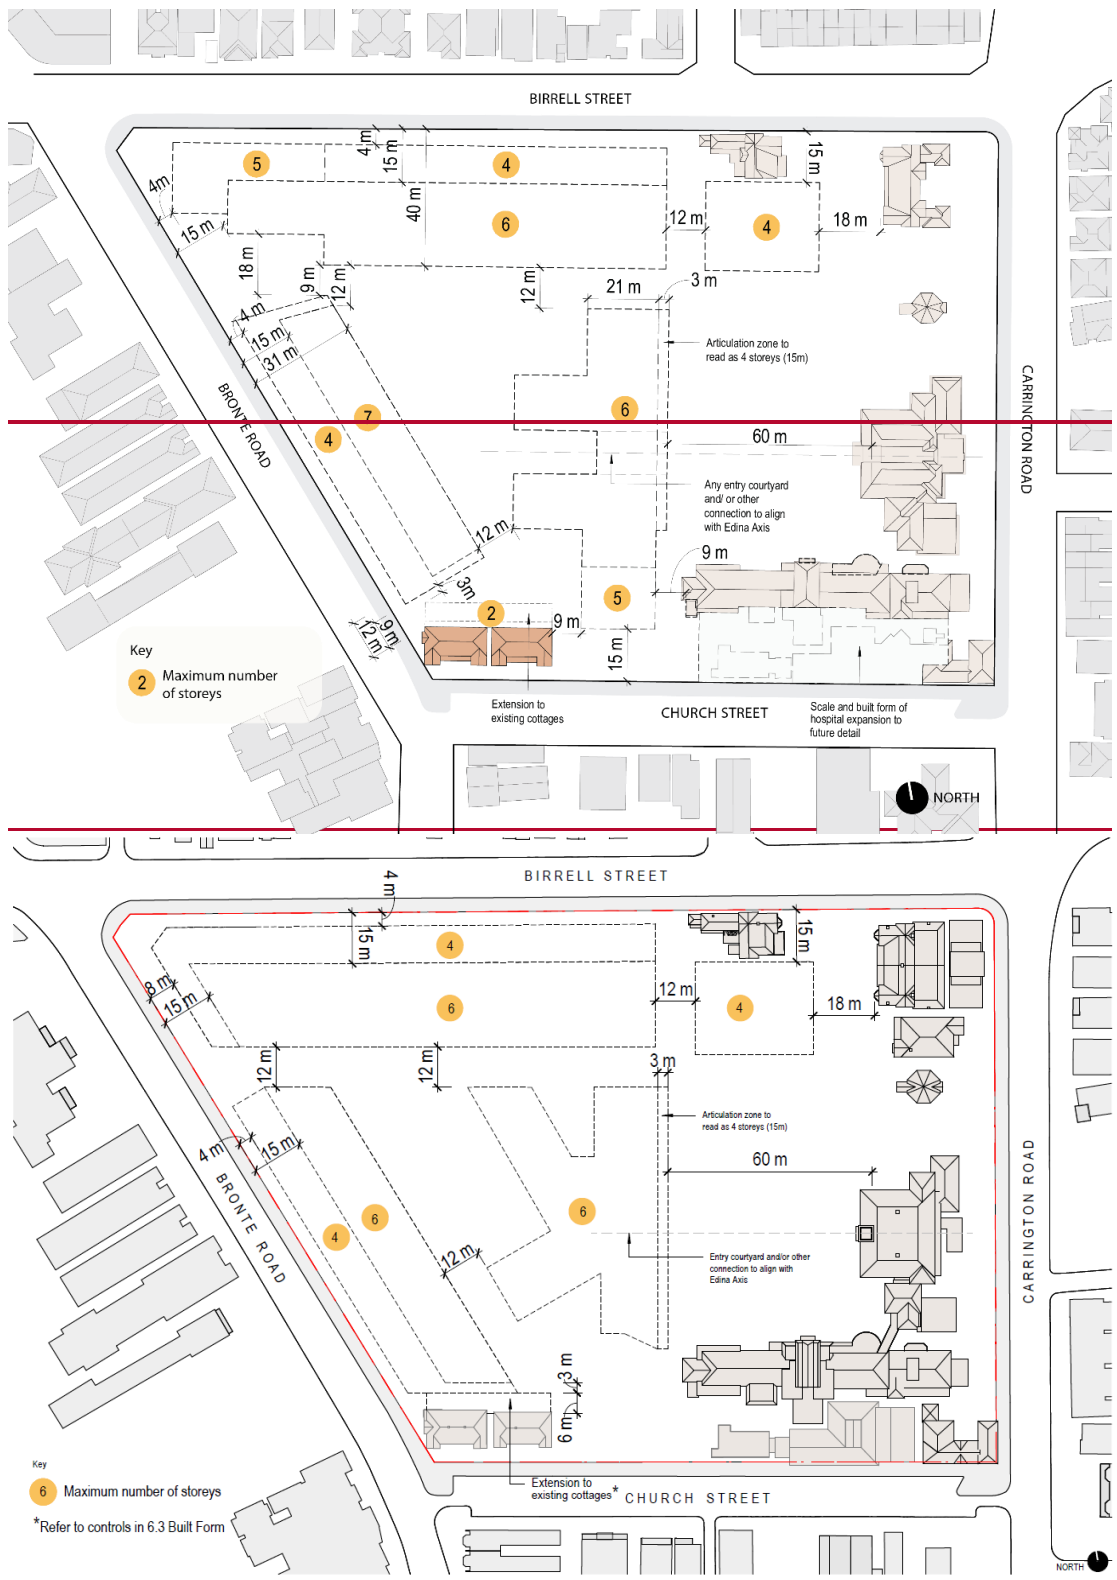 BIRRELL STREET
4 m
15 m
40 m
15 m
5
4
4m
15 m
6
12 m
4
18 m
18 m
9 m
12 m
12 m
21 m
3 m
4 m
15 m
31 m
Articulation zone to
read as 4 storeys (15m)
BRONTE ROAD
CARRINGTON ROAD
7
4
6
60 m
Any entry courtyard
and/ or other
connection to align
with Edina Axis
12 m
9 m
3m
5
2
9 m
9 m
12 m
15 m
Key
2 Maximum number
of storeys
Extension to
existing cottages
CHURCH STREET
Scale and built form of
hospital expansion to
future detail
NORTH
BIRRELL STREET
4 m
15 m
15 m
4
8 m
15 m
6
12 m
4
18 m
12 m
12 m
3 m
Articulation zone to
read as 4 storeys (15m)
4 m
15 m
60 m
BRONTE ROAD
CARRINGTON ROAD
4
6
6
12 m
Entry courtyard and/or other
connection to align with
Edina Axis
3 m
6 m
Key
6 Maximum number of storeys
*Refer to controls in 6.3 Built Form
Extension to
existing cottages*
CHURCH STREET
NORTH